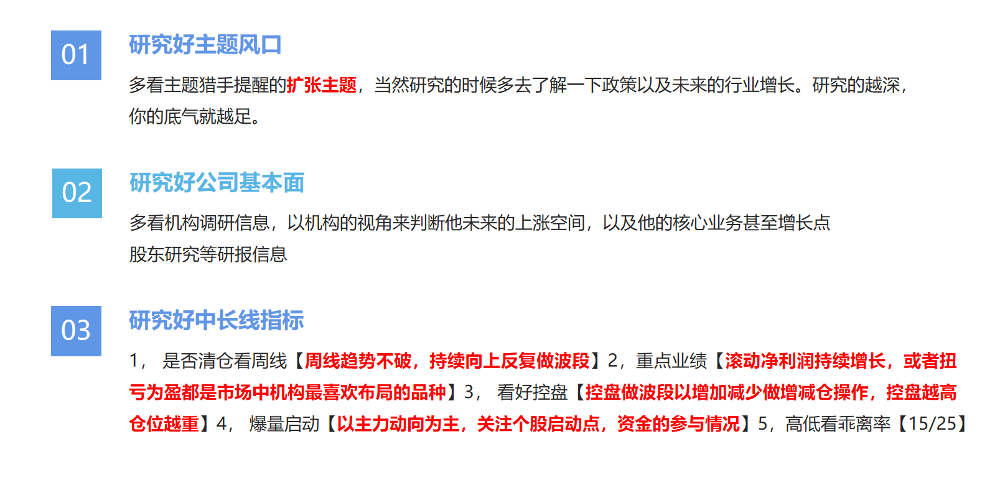 01
研究好主题风口
多看主题猎手提醒的扩张主题，当然研究的时候多去了解一下政策以及未来的行业增长。研究的越深，
你的底气就越足。
02
研究好公司基本面
多看机构调研信息，以机构的视角来判断他未来的上涨空间，以及他的核心业务甚至增长点
股东研究等研报信息
03
研究好中长线指标
1， 是否清仓看周线【周线趋势不破，持续向上反复做波段】2，重点业绩【滚动净利润持续增长，或者扭
亏为盈都是市场中机构最喜欢布局的品种】3， 看好控盘【控盘做波段以增加减少做增减仓操作，控盘越高
仓位越重】4， 爆量启动【以主力动向为主，关注个股启动点，资金的参与情况】5，高低看乖离率【15/25】